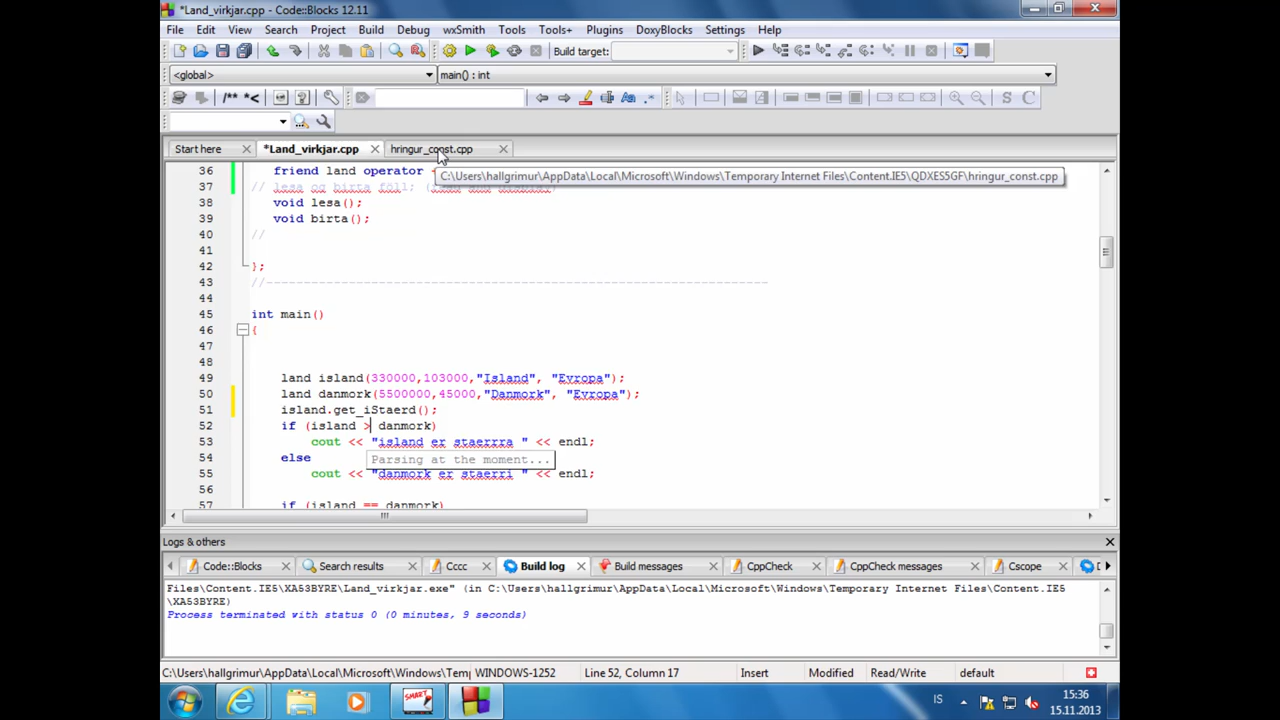 *Land_virkjar.cpp - Code::Blocks 12.11
File Edit View Search Project Build Debug wxSmith Tools Tools+ Plugins DoxyBlocks Settings Help
Build target:
<global> main() : int
/** *<
S C
Start here *Land_virkjar.cpp hringur_const.cpp
C:\Users\hallgrimur\AppData\Local\Microsoft\Windows\Temporary Internet Files\Content.IE5\QDXES5GF\hringur_const.cpp
36 friend land operator
37 // lesa og birta föll;
38 void lesa();
39 void birta();
40 //
41
42 };
43 //-------------------------------------------------------------------
44
45 int main()
46 {
47
48
49 land island(330000,103000,"Island", "Evropa");
50 land danmork(5500000,45000,"Danmork", "Evropa");
51 island.get_iStaerd();
52 if (island > danmork)
53 cout << "island er staerrra " << endl;
54 else
Parsing at the moment...
55 cout << "danmork er staerri " << endl;
56
57 if (island == danmork)
Logs & others
Code::Blocks Search results Cccc Build log Build messages CppCheck CppCheck messages Cscope
Files\Content.IE5\XA53BYRE\Land_virkjar.exe" (in C:\Users\hallgrimur\AppData\Local\Microsoft\Windows\Temporary Internet Files\Content.IE5
\XA53BYRE)
Process terminated with status 0 (0 minutes, 9 seconds)
C:\Users\hallgrimur\AppData\Local\Microsoft\Windows\Temp WINDOWS-1252 Line 52, Column 17 Insert Modified Read/Write default
SMART IS 15:36
15.11.2013